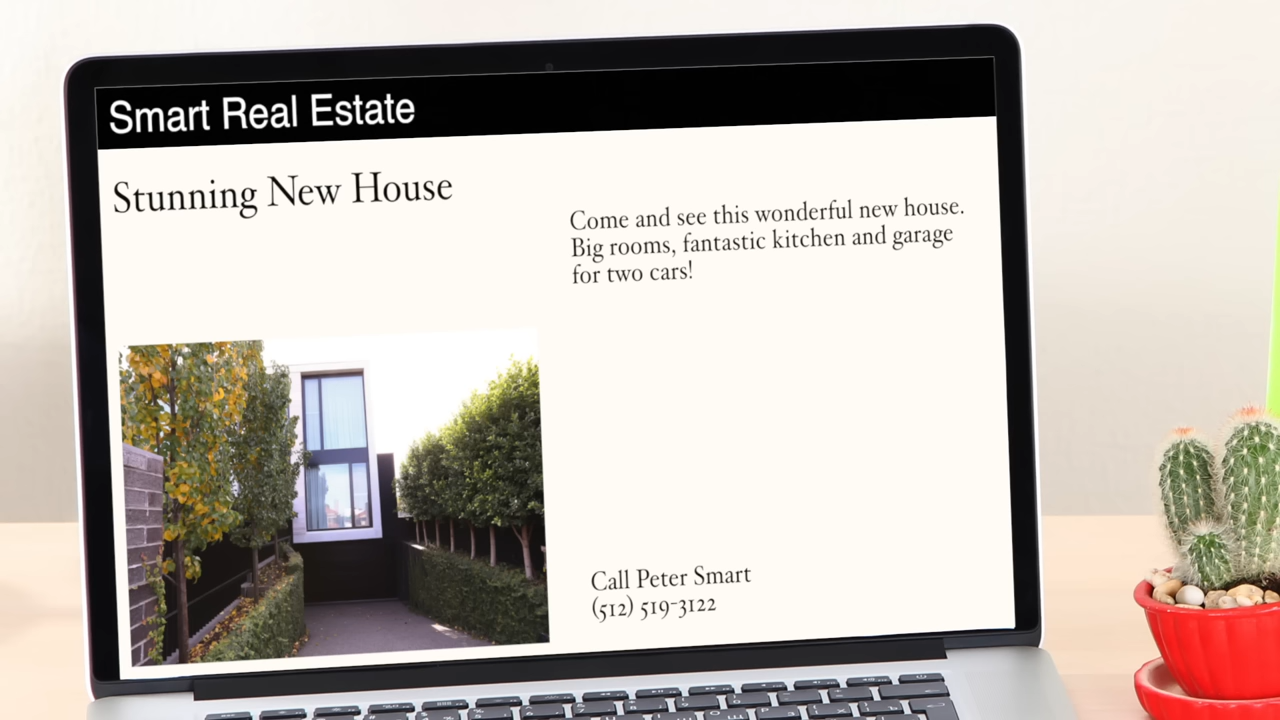 Smart Real Estate
Stunning New House
Come and see this wonderful new house.
Big rooms, fantastic kitchen and garage
for two cars!
Call Peter Smart
(512) 519-3122